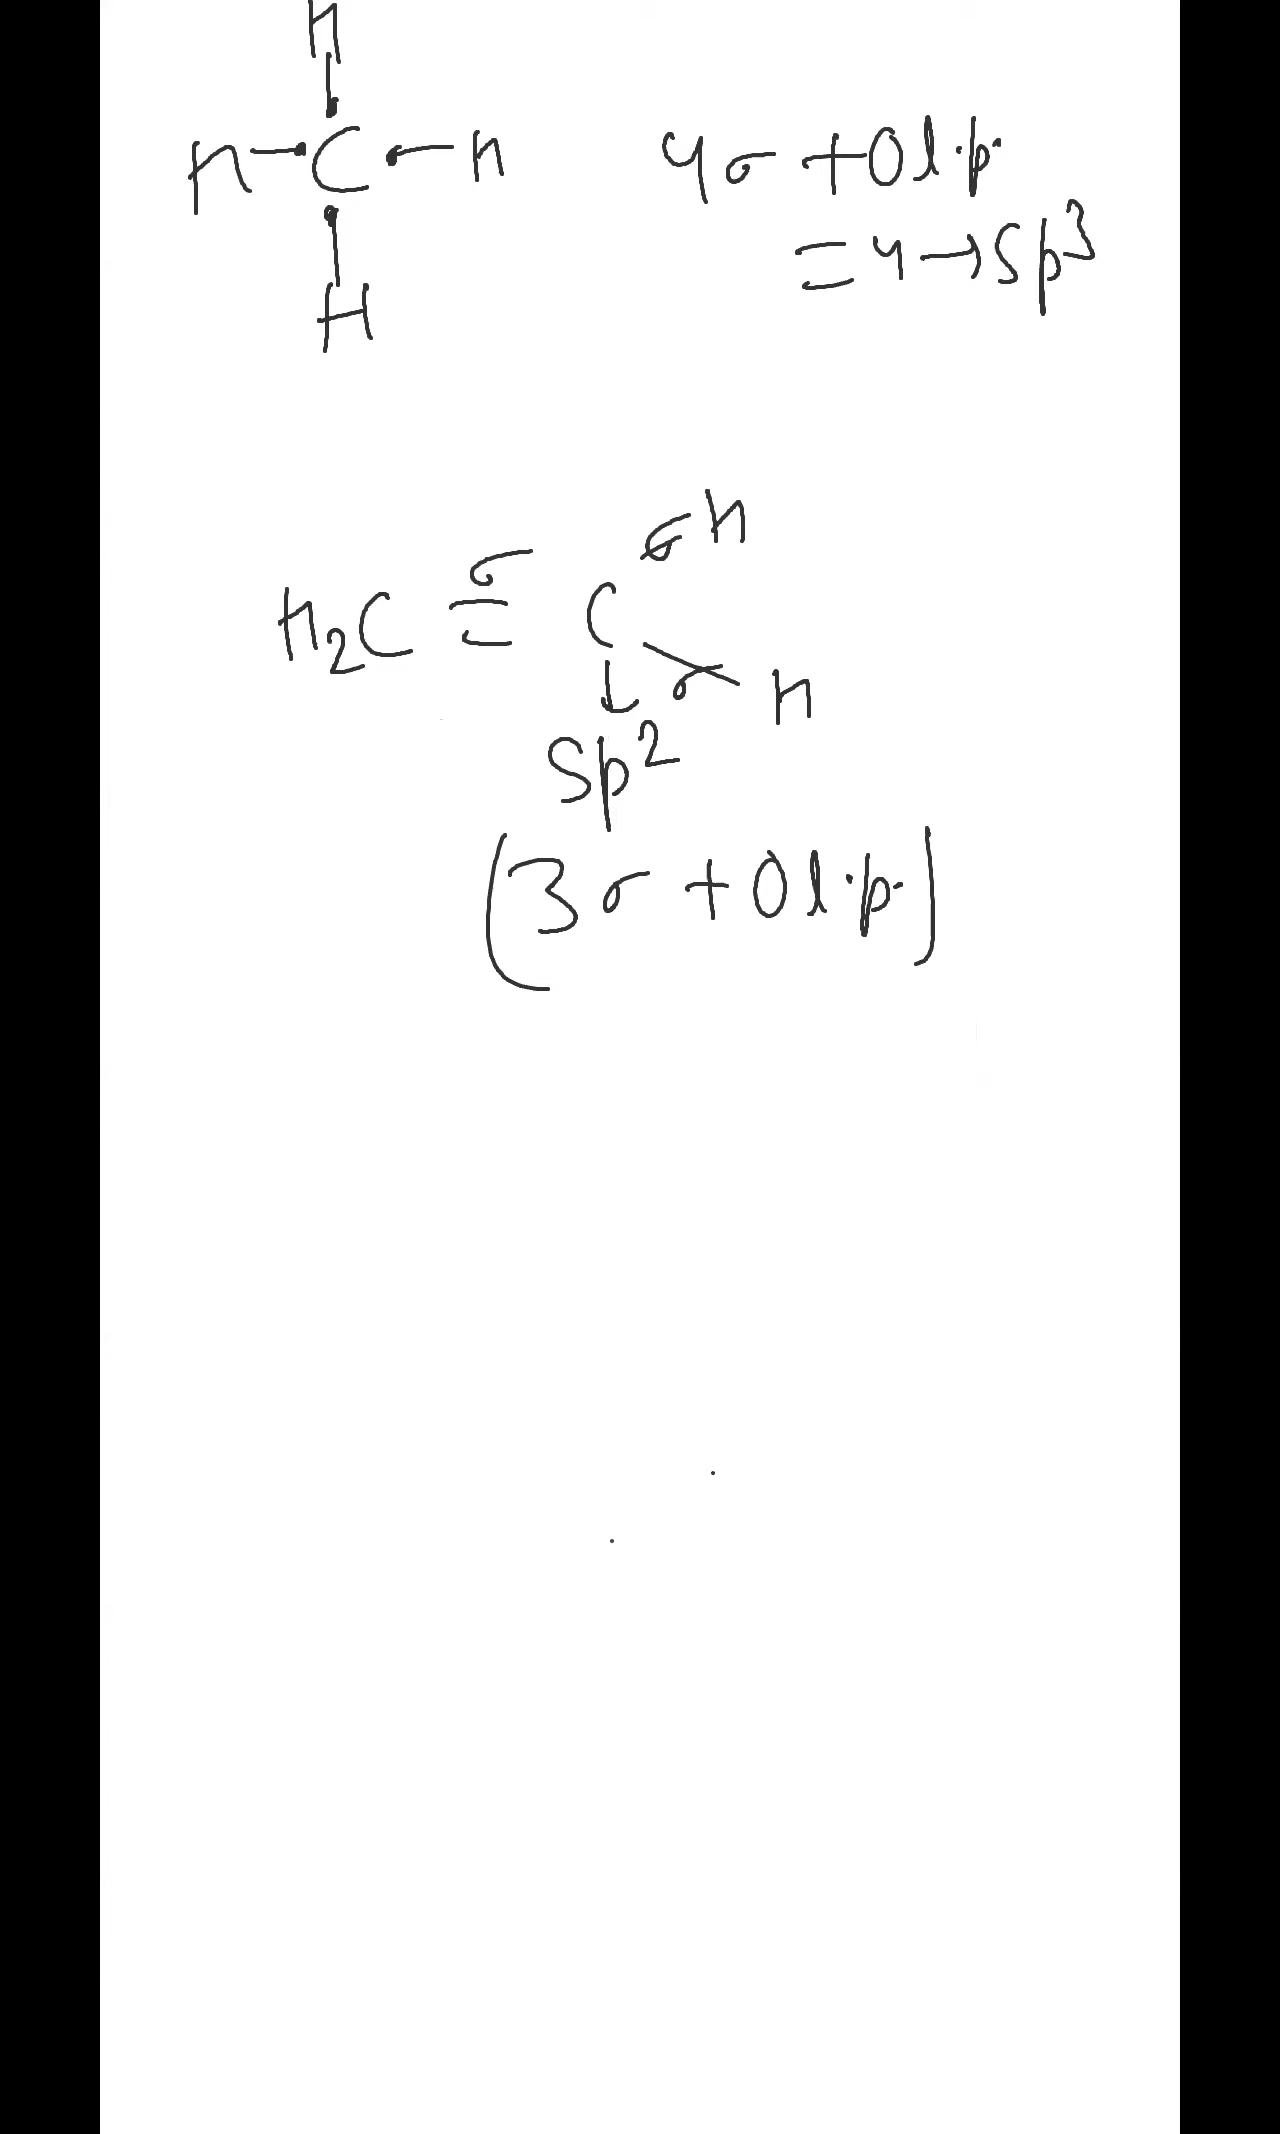 H
H-C-H 4σ + 0 l.p.
= 4 → sp³
H
H
H₂C = C
σ σ σ H
sp²
(3σ + 0 l.p.)